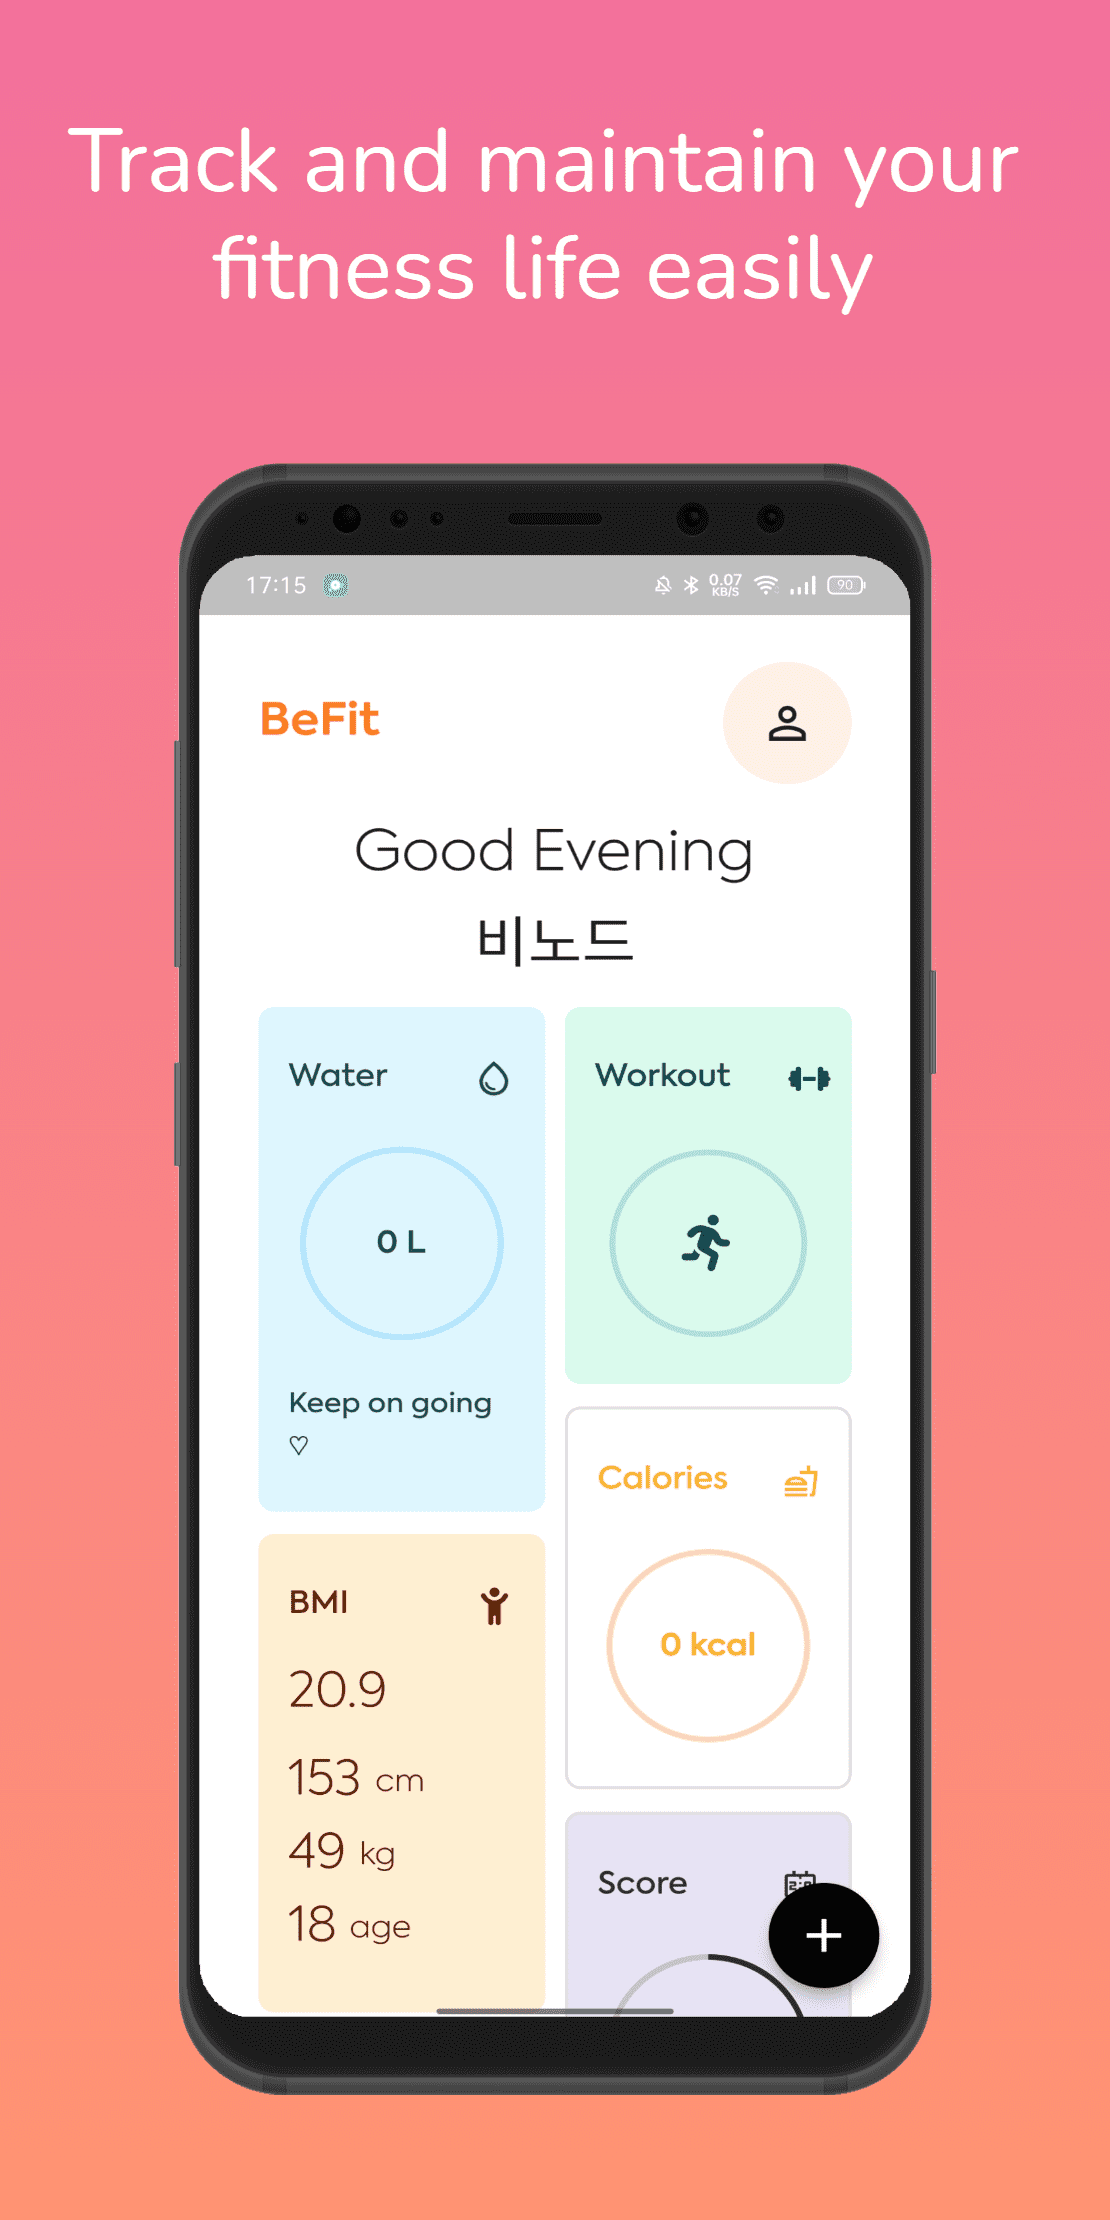 Track and maintain your
fitness life easily
17:15
0.07
KB/S
90
BeFit
Good Evening
비노드
Water
0 L
Keep on going
♡
Workout
Calories
0 kcal
BMI
20.9
153 cm
49 kg
18 age
Score